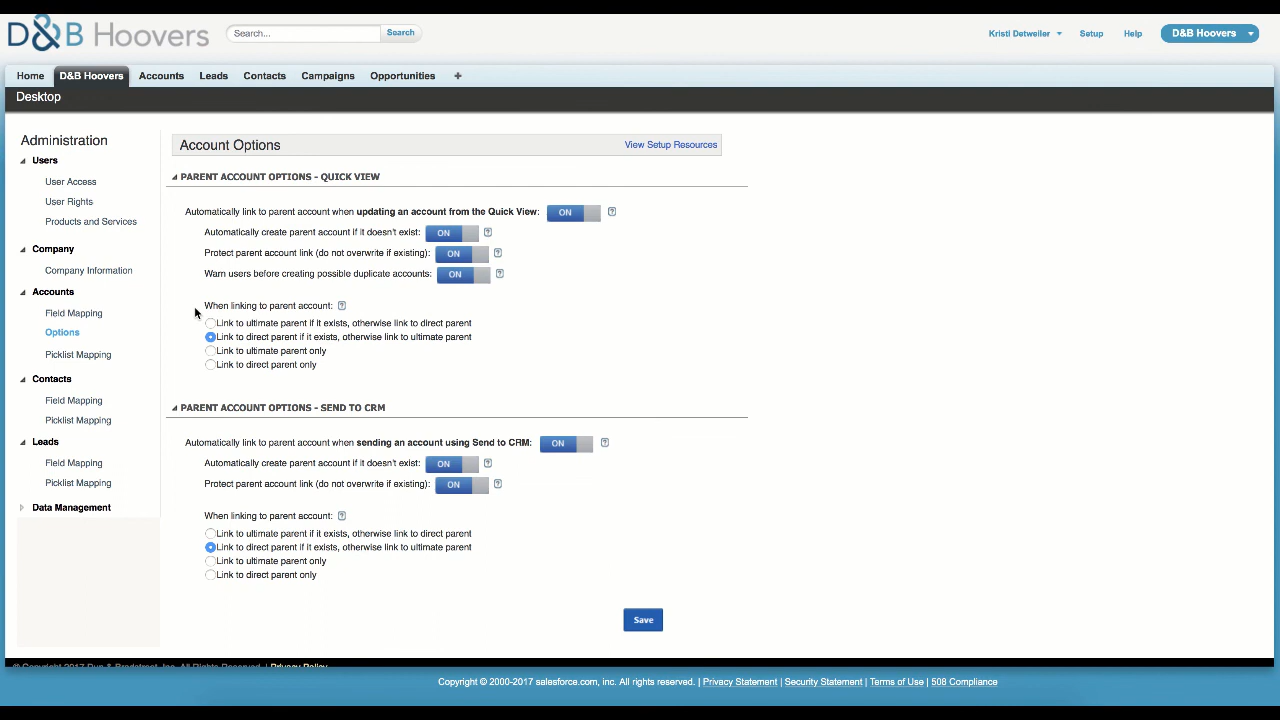 D&B Hoovers
Search...
Search
Kristi Detweiler
Setup
Help
D&B Hoovers
Home
D&B Hoovers
Accounts
Leads
Contacts
Campaigns
Opportunities
+
Desktop
Administration
Users
User Access
User Rights
Products and Services
Company
Company Information
Accounts
Field Mapping
Options
Picklist Mapping
Contacts
Field Mapping
Picklist Mapping
Leads
Field Mapping
Picklist Mapping
Data Management
Account Options
View Setup Resources
PARENT ACCOUNT OPTIONS - QUICK VIEW
Automatically link to parent account when updating an account from the Quick View: ON ?
Automatically create parent account if it doesn't exist: ON ?
Protect parent account link (do not overwrite if existing): ON ?
Warn users before creating possible duplicate accounts: ON ?
When linking to parent account: ?
Link to ultimate parent if it exists, otherwise link to direct parent
Link to direct parent if it exists, otherwise link to ultimate parent
Link to ultimate parent only
Link to direct parent only
PARENT ACCOUNT OPTIONS - SEND TO CRM
Automatically link to parent account when sending an account using Send to CRM: ON ?
Automatically create parent account if it doesn't exist: ON ?
Protect parent account link (do not overwrite if existing): ON ?
When linking to parent account: ?
Link to ultimate parent if it exists, otherwise link to direct parent
Link to direct parent if it exists, otherwise link to ultimate parent
Link to ultimate parent only
Link to direct parent only
Save
© Copyright 2017 Dun & Bradstreet, Inc. All Rights Reserved. | Privacy Policy
Copyright © 2000-2017 salesforce.com, inc. All rights reserved. | Privacy Statement | Security Statement | Terms of Use | 508 Compliance